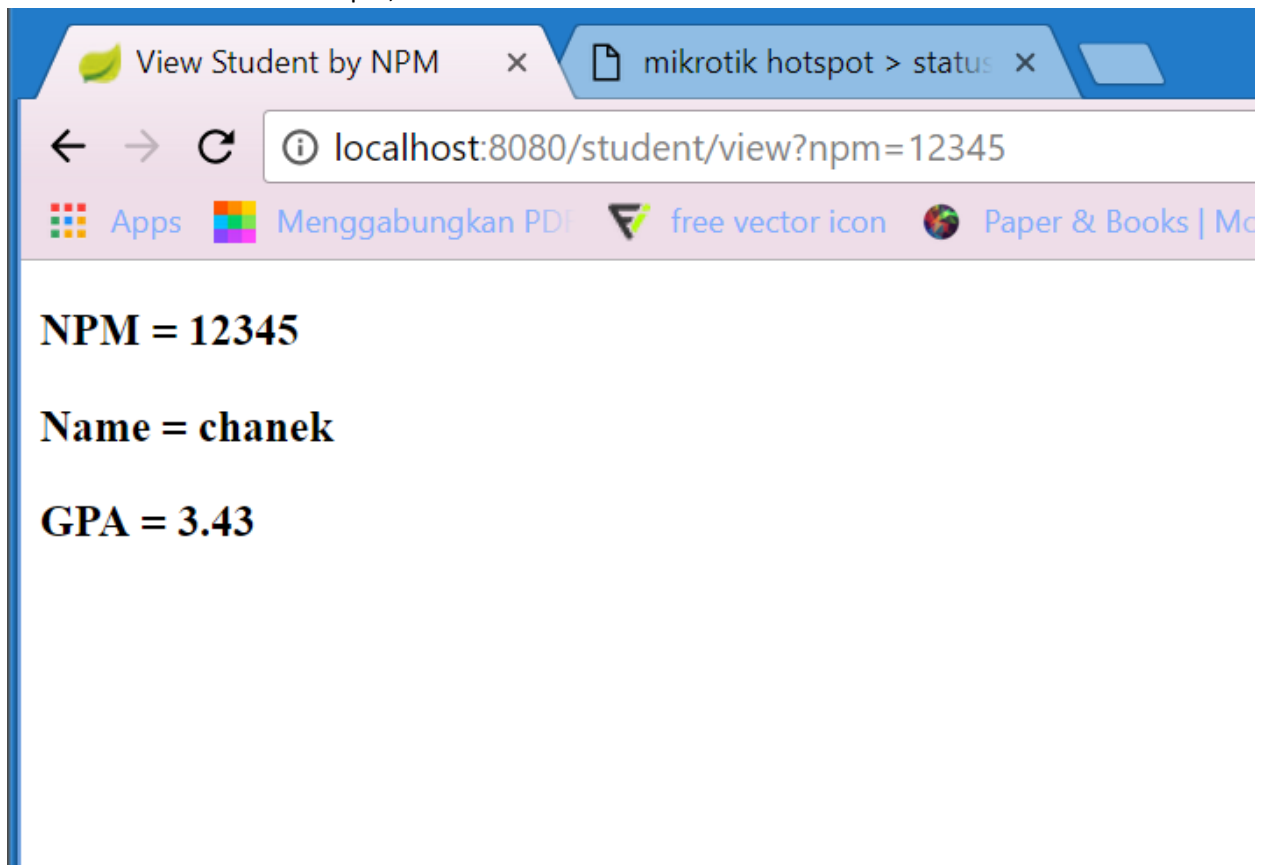 View Student by NPM
mikrotik hotspot > status
localhost:8080/student/view?npm=12345
Apps Menggabungkan PDF free vector icon Paper & Books | Mo
NPM = 12345
Name = chanek
GPA = 3.43